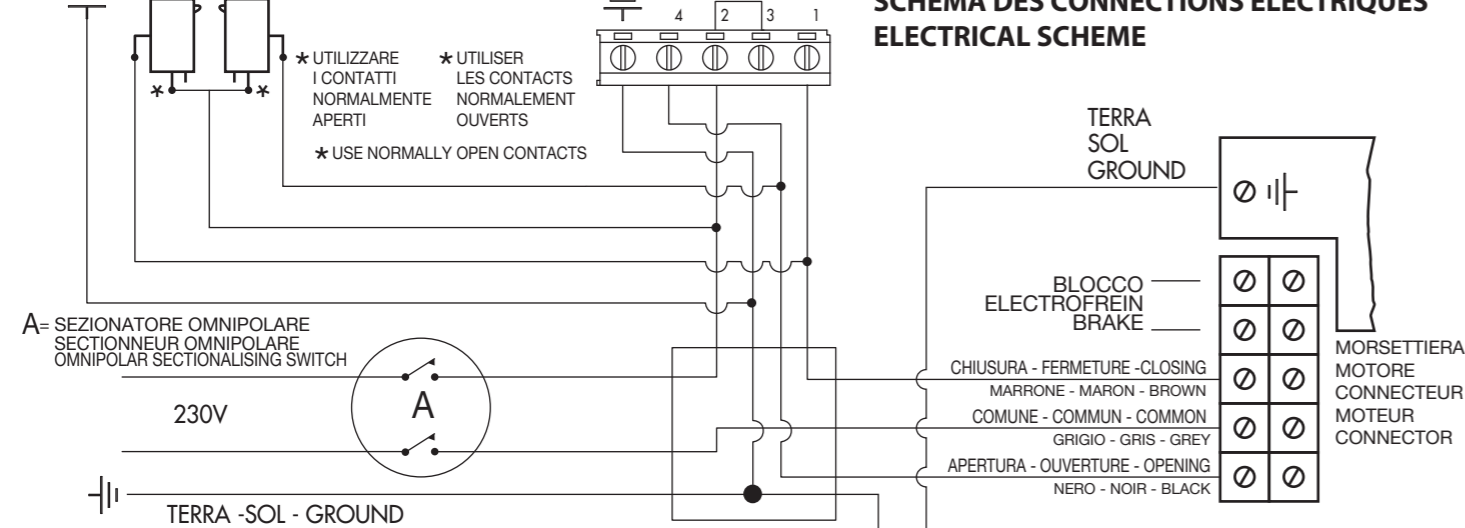 SCHÉMA DES CONNECTIONS ÉLECTRIQUES
ELECTRICAL SCHEME
4 2 3 1
* UTILIZZARE
I CONTATTI
NORMALMENTE
APERTI
* UTILISER
LES CONTACTS
NORMALEMENT
OUVERTS
* USE NORMALLY OPEN CONTACTS
* *
TERRA
SOL
GROUND
BLOCCO
ELECTROFREIN
BRAKE
A= SEZIONATORE OMNIPOLARE
SECTIONNEUR OMNIPOLARE
OMNIPOLAR SECTIONALISING SWITCH
MORSETTIERA
MOTORE
CONNECTEUR
MOTEUR
CONNECTOR
CHIUSURA - FERMETURE -CLOSING
MARRONE - MARON - BROWN
230V
A
COMUNE - COMMUN - COMMON
GRIGIO - GRIS - GREY
APERTURA - OUVERTURE - OPENING
NERO - NOIR - BLACK
TERRA -SOL - GROUND